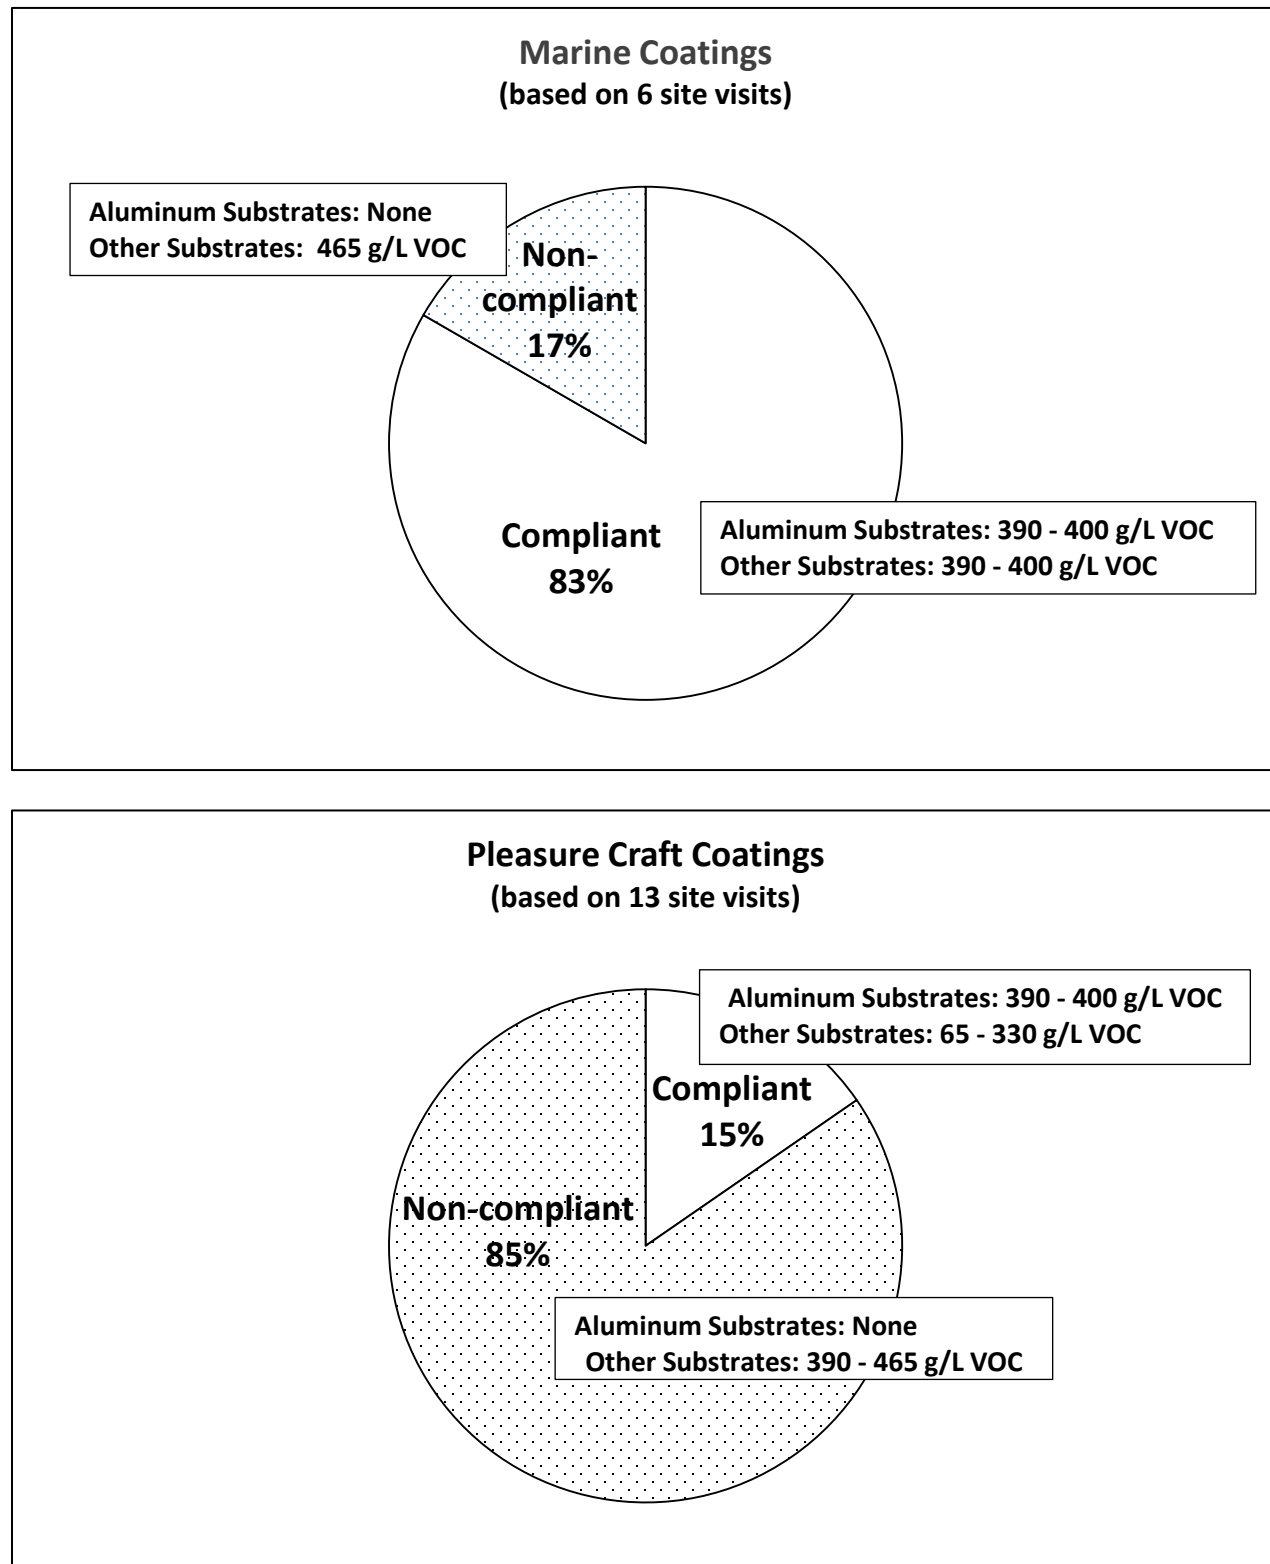 Marine Coatings
(based on 6 site visits)
Aluminum Substrates: None
Other Substrates: 465 g/L VOC
Non-
compliant
17%
Compliant
83%
Aluminum Substrates: 390 - 400 g/L VOC
Other Substrates: 390 - 400 g/L VOC
Pleasure Craft Coatings
(based on 13 site visits)
Aluminum Substrates: 390 - 400 g/L VOC
Other Substrates: 65 - 330 g/L VOC
Compliant
15%
Non-compliant
85%
Aluminum Substrates: None
Other Substrates: 390 - 465 g/L VOC